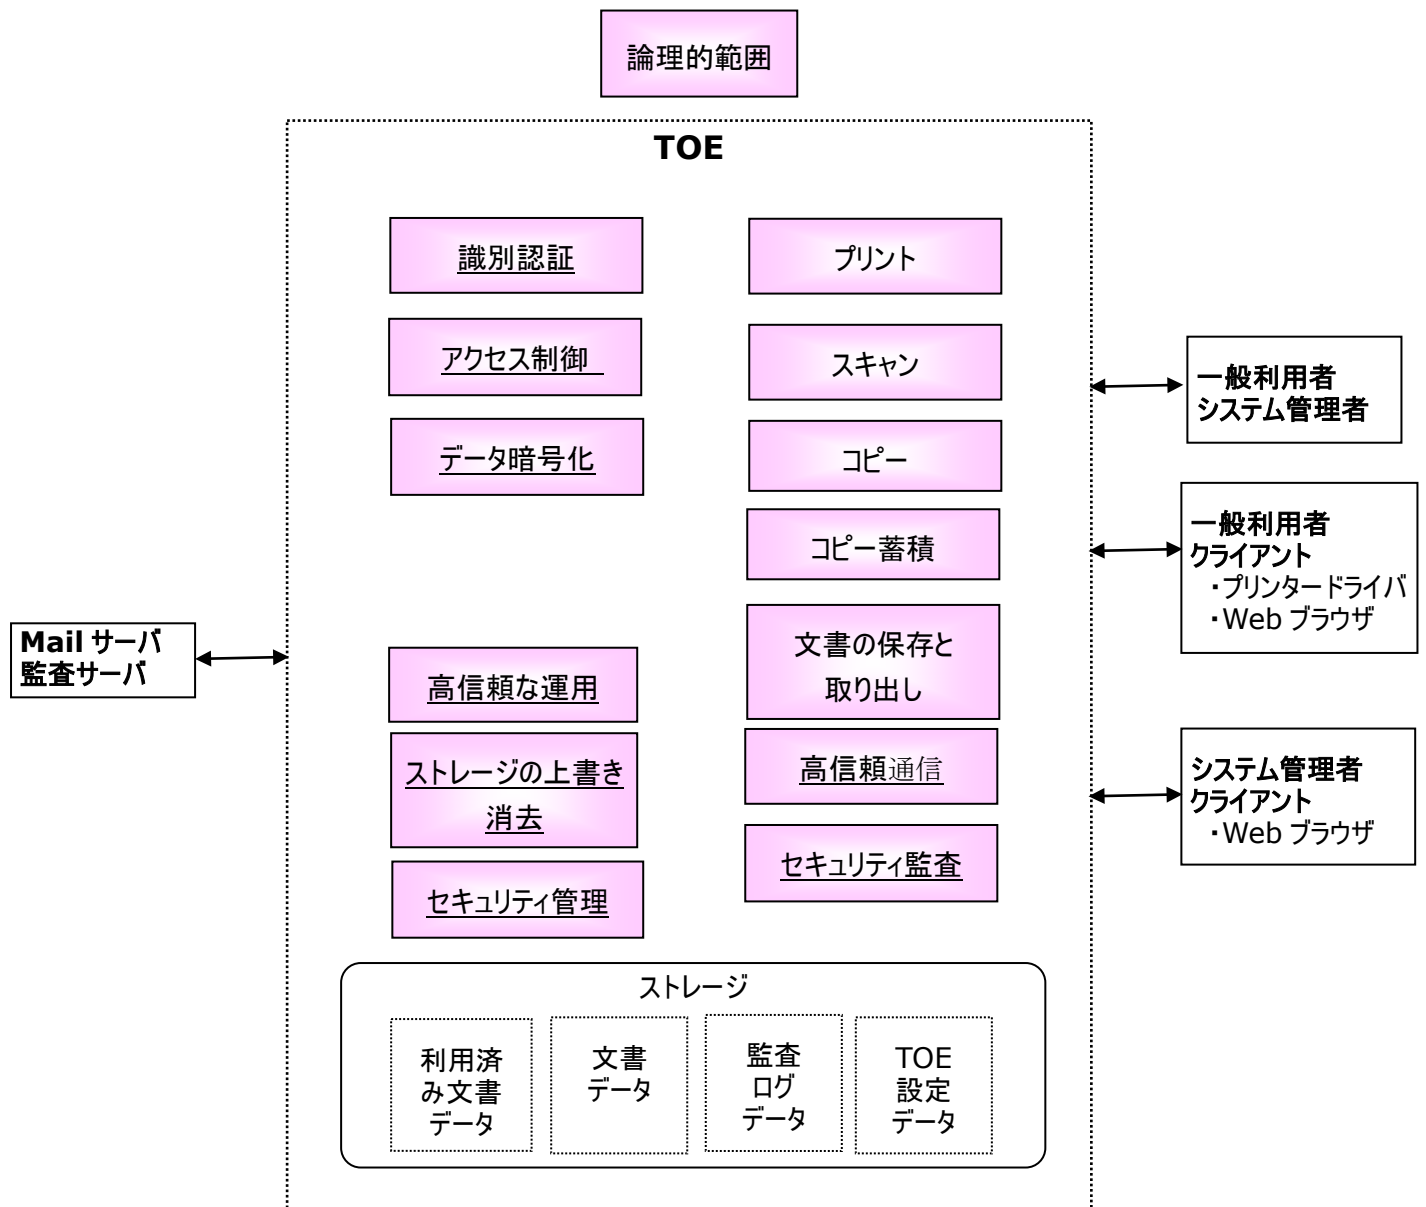 論理的範囲
TOE
識別認証
プリント
アクセス制御
スキャン
データ暗号化
コピー
コピー蓄積
文書の保存と
取り出し
高信頼な運用
高信頼通信
ストレージの上書き
消去
セキュリティ監査
セキュリティ管理
Mail サーバ
監査サーバ
一般利用者
システム管理者
一般利用者
クライアント
・プリンタードライバ
・Web ブラウザ
システム管理者
クライアント
・Web ブラウザ
ストレージ
利用済
み文書
データ
文書
データ
監査
ログ
データ
TOE
設定
データ